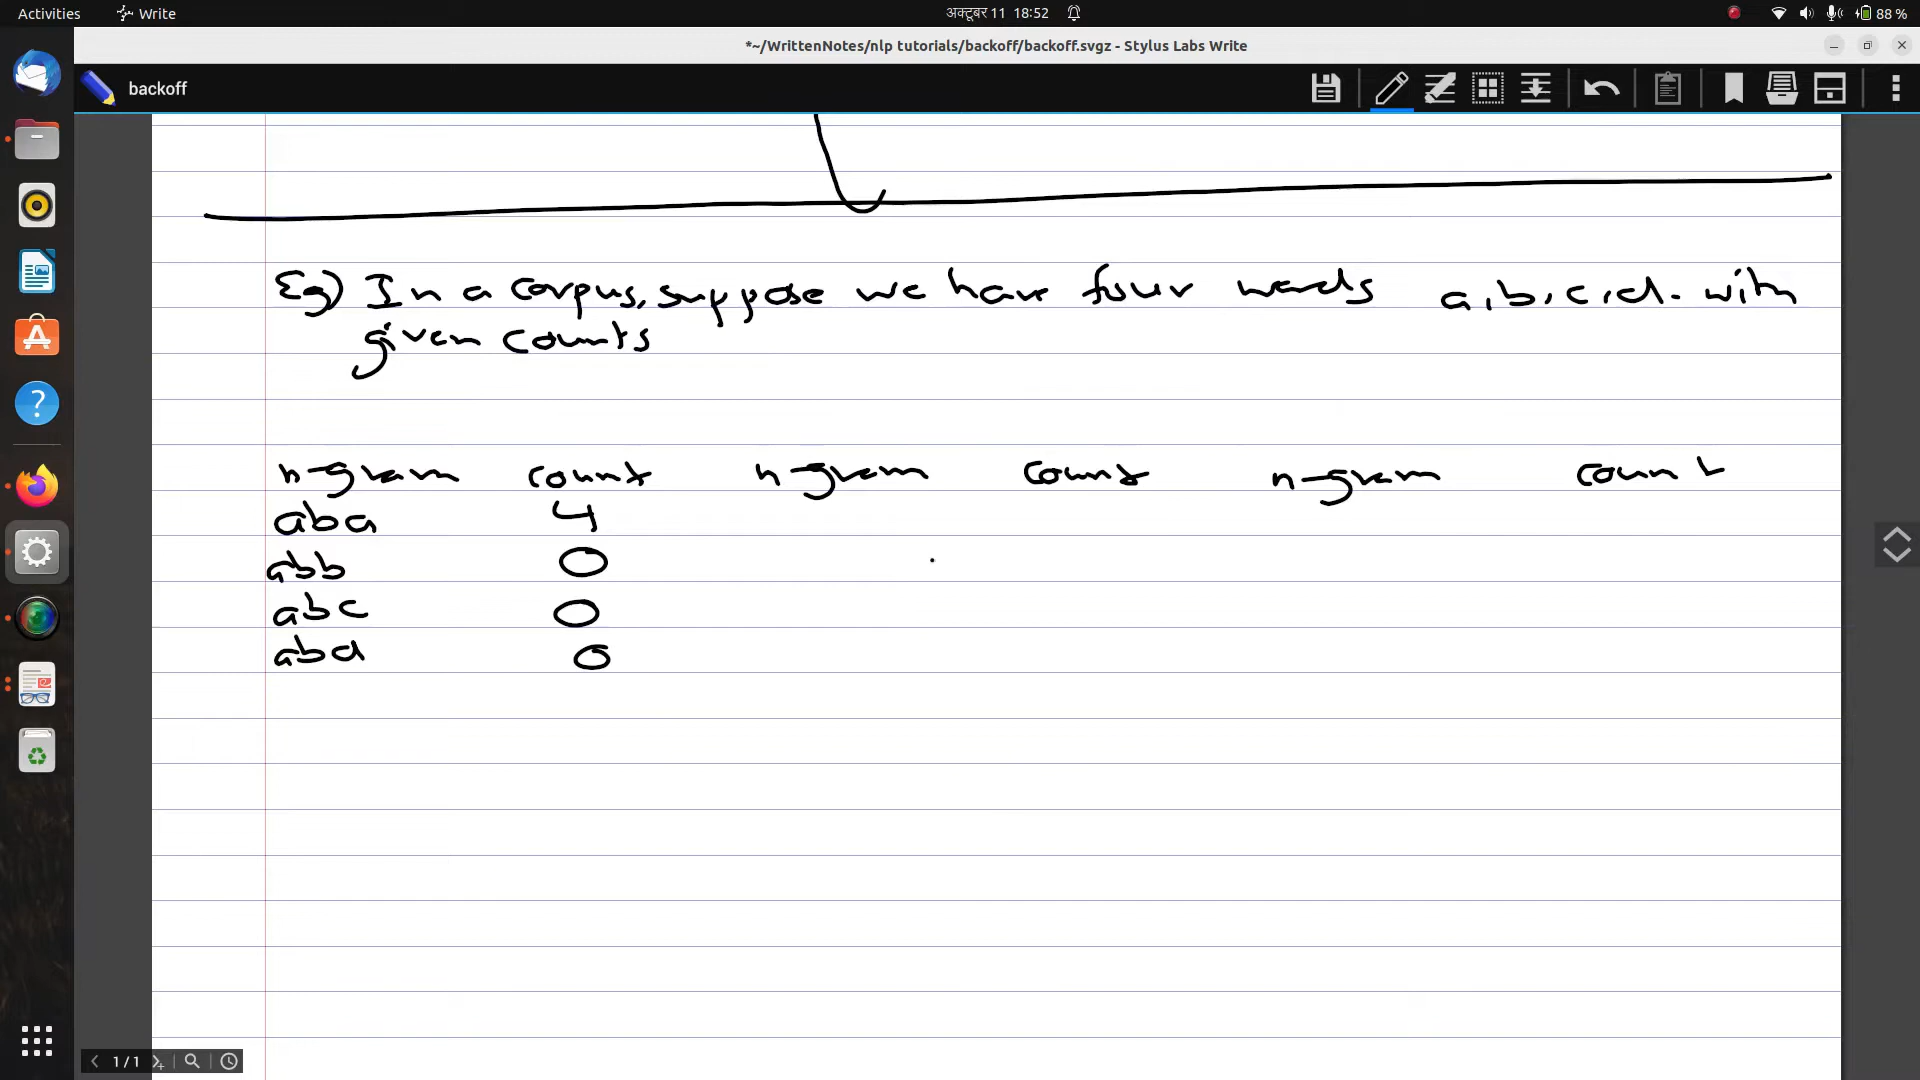 Activities Write अक्टूबर 11 18:52 88 %
*~/WrittenNotes/nlp tutorials/backoff/backoff.svgz - Stylus Labs Write
backoff
Eg) In a corpus, suppose we have four words a, b, c, d. with
given counts
n-gram count n-gram count n-gram count
aba 4
abb 0
abc 0
abd 0
1 / 1